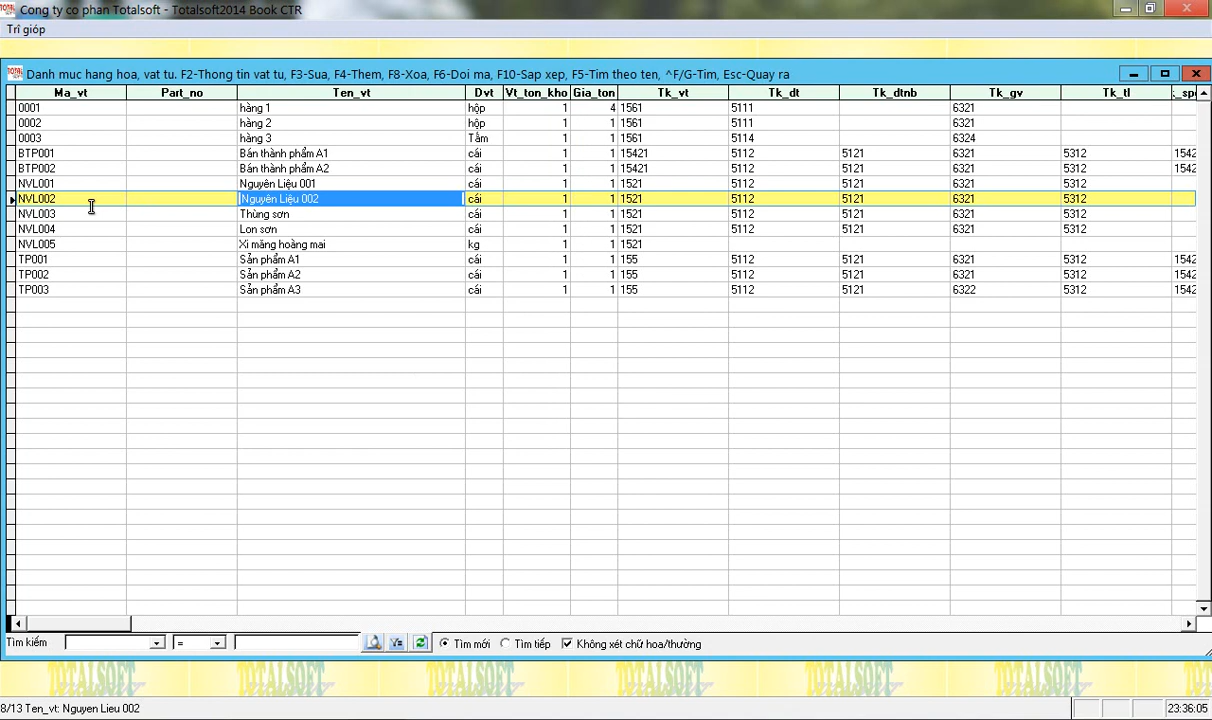 Cong ty co phan Totalsoft - Totalsoft2014 Book CTR
Trî gióp
Danh muc hang hoa, vat tu. F2-Thong tin vat tu, F3-Sua, F4-Them, F8-Xoa, F6-Doi ma, F10-Sap xep, F5-Tim theo ten, ^F/G-Tim, Esc-Quay ra
Ma_vt Part_no Ten_vt Dvt Vt_ton_kho Gia_ton Tk_vt Tk_dt Tk_dtnb Tk_gv Tk_tl
0001 hàng 1 hộp 1 4 1561 5111 6321
0002 hàng 2 hộp 1 1 1561 5111 6321
0003 hàng 3 Tấm 1 1 1561 5114 6324
BTP001 Bán thành phẩm A1 cái 1 1 15421 5112 5121 6321 5312 1542
BTP002 Bán thành phẩm A2 cái 1 1 15421 5112 5121 6321 5312 1542
NVL001 Nguyên Liệu 001 cái 1 1 1521 5112 5121 6321 5312
NVL002 Nguyên Liệu 002 cái 1 1 1521 5112 5121 6321 5312
NVL003 Thùng sơn cái 1 1 1521 5112 5121 6321 5312
NVL004 Lon sơn cái 1 1 1521 5112 5121 6321 5312
NVL005 Xi măng hoàng mai kg 1 1 1521
TP001 Sản phẩm A1 cái 1 1 155 5112 5121 6321 5312 1542
TP002 Sản phẩm A2 cái 1 1 155 5112 5121 6321 5312 1542
TP003 Sản phẩm A3 cái 1 1 155 5112 5121 6322 5312 1542
Tìm kiếm = Tìm mới Tìm tiếp Không xét chữ hoa/thường
TOTALSOFT TOTALSOFT TOTALSOFT TOTALSOFT TOTALSOFT TOTALSOFT
8/13 Ten_vt: Nguyen Lieu 002 23:36:05